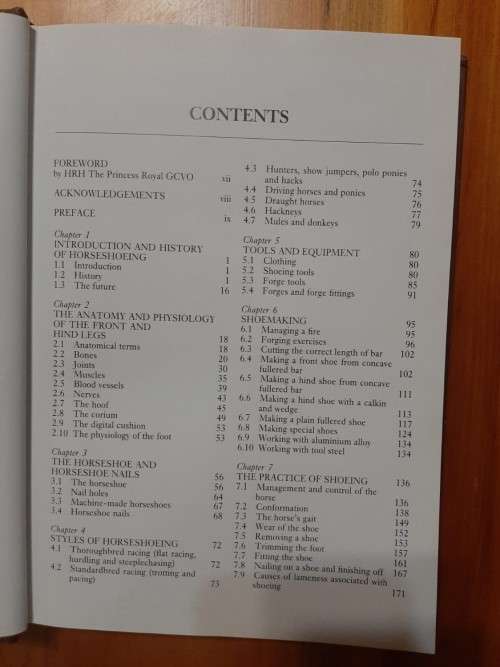 CONTENTS
FOREWORD
by HRH The Princess Royal GCVO xii
ACKNOWLEDGEMENTS viii
PREFACE ix
Chapter 1
INTRODUCTION AND HISTORY
OF HORSESHOEING 1
1.1 Introduction 1
1.2 History 1
1.3 The future 16
Chapter 2
THE ANATOMY AND PHYSIOLOGY
OF THE FRONT AND
HIND LEGS 18
2.1 Anatomical terms 18
2.2 Bones 20
2.3 Joints 30
2.4 Muscles 35
2.5 Blood vessels 39
2.6 Nerves 43
2.7 The hoof 45
2.8 The corium 49
2.9 The digital cushion 53
2.10 The physiology of the foot 53
Chapter 3
THE HORSESHOE AND
HORSESHOE NAILS 56
3.1 The horseshoe 56
3.2 Nail holes 64
3.3 Machine-made horseshoes 67
3.4 Horseshoe nails 68
Chapter 4
STYLES OF HORSESHOEING 72
4.1 Thoroughbred racing (flat racing,
hurdling and steeplechasing) 72
4.2 Standardbred racing (trotting and
pacing) 73
4.3 Hunters, show jumpers, polo ponies
and hacks 74
4.4 Driving horses and ponies 75
4.5 Draught horses 76
4.6 Hackneys 77
4.7 Mules and donkeys 79
Chapter 5
TOOLS AND EQUIPMENT 80
5.1 Clothing 80
5.2 Shoeing tools 80
5.3 Forge tools 85
5.4 Forges and forge fittings 91
Chapter 6
SHOEMAKING 95
6.1 Managing a fire 95
6.2 Forging exercises 96
6.3 Cutting the correct length of bar 102
6.4 Making a front shoe from concave
fullered bar 102
6.5 Making a hind shoe from concave
fullered bar 111
6.6 Making a hind shoe with a calkin
and wedge 113
6.7 Making a plain fullered shoe 117
6.8 Making special shoes 124
6.9 Working with aluminium alloy 134
6.10 Working with tool steel 134
Chapter 7
THE PRACTICE OF SHOEING 136
7.1 Management and control of the
horse 136
7.2 Conformation 138
7.3 The horse's gait 149
7.4 Wear of the shoe 152
7.5 Removing a shoe 153
7.6 Trimming the foot 157
7.7 Fitting the shoe 161
7.8 Nailing on a shoe and finishing off 167
7.9 Causes of lameness associated with
shoeing 171